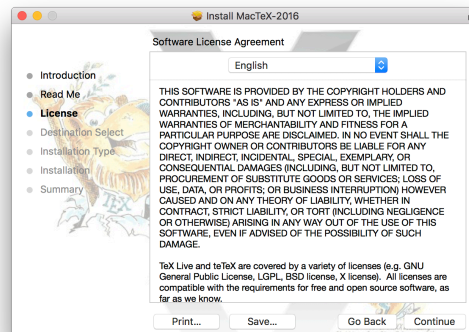 Install MacTeX-2016
Software License Agreement
English
Introduction
Read Me
License
Destination Select
Installation Type
Installation
Summary
THIS SOFTWARE IS PROVIDED BY THE COPYRIGHT HOLDERS AND
CONTRIBUTORS "AS IS" AND ANY EXPRESS OR IMPLIED
WARRANTIES, INCLUDING, BUT NOT LIMITED TO, THE IMPLIED
WARRANTIES OF MERCHANTABILITY AND FITNESS FOR A
PARTICULAR PURPOSE ARE DISCLAIMED. IN NO EVENT SHALL THE
COPYRIGHT OWNER OR CONTRIBUTORS BE LIABLE FOR ANY
DIRECT, INDIRECT, INCIDENTAL, SPECIAL, EXEMPLARY, OR
CONSEQUENTIAL DAMAGES (INCLUDING, BUT NOT LIMITED TO,
PROCUREMENT OF SUBSTITUTE GOODS OR SERVICES; LOSS OF
USE, DATA, OR PROFITS; OR BUSINESS INTERRUPTION) HOWEVER
CAUSED AND ON ANY THEORY OF LIABILITY, WHETHER IN
CONTRACT, STRICT LIABILITY, OR TORT (INCLUDING NEGLIGENCE
OR OTHERWISE) ARISING IN ANY WAY OUT OF THE USE OF THIS
SOFTWARE, EVEN IF ADVISED OF THE POSSIBILITY OF SUCH
DAMAGE.
TeX Live and teTeX are covered by a variety of licenses (e.g. GNU
General Public License, LGPL, BSD license, X license). All licenses are
compatible with the requirements for free and open source software, as
far as we know.
Print...
Save...
Go Back
Continue